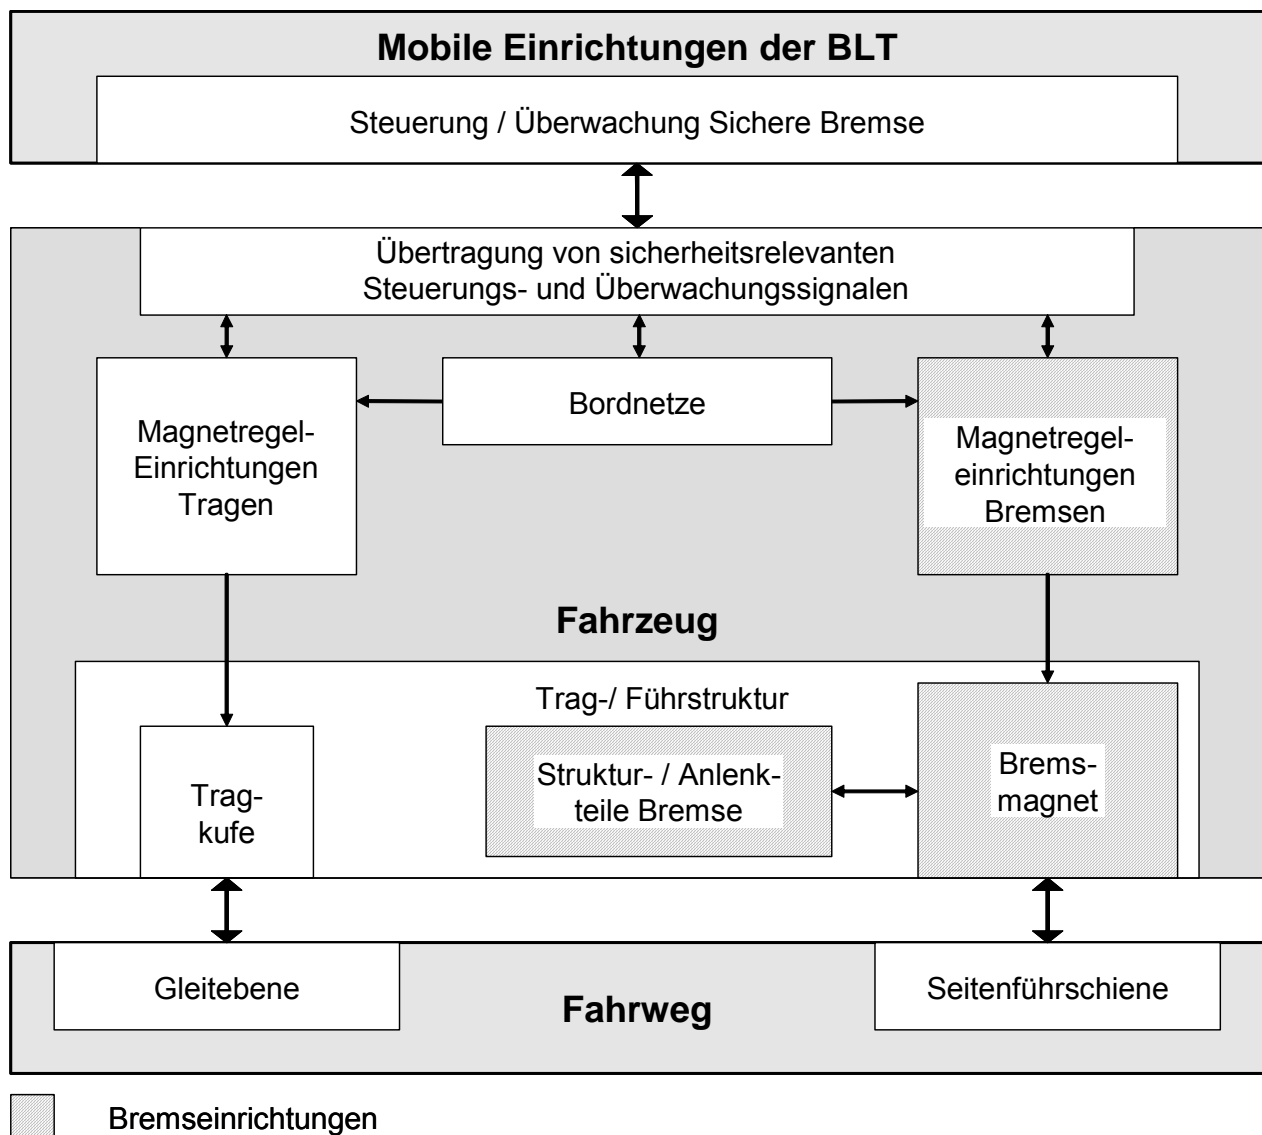 Mobile Einrichtungen der BLT
Steuerung / Überwachung Sichere Bremse
Übertragung von sicherheitsrelevanten
Steuerungs- und Überwachungssignalen
Magnetregel-
Einrichtungen
Tragen
Bordnetze
Magnetregel-
einrichtungen
Bremsen
Fahrzeug
Trag-/ Führstruktur
Trag-
kufe
Struktur- / Anlenk-
teile Bremse
Brems-
magnet
Gleitebene
Fahrweg
Seitenführschiene
Bremseinrichtungen